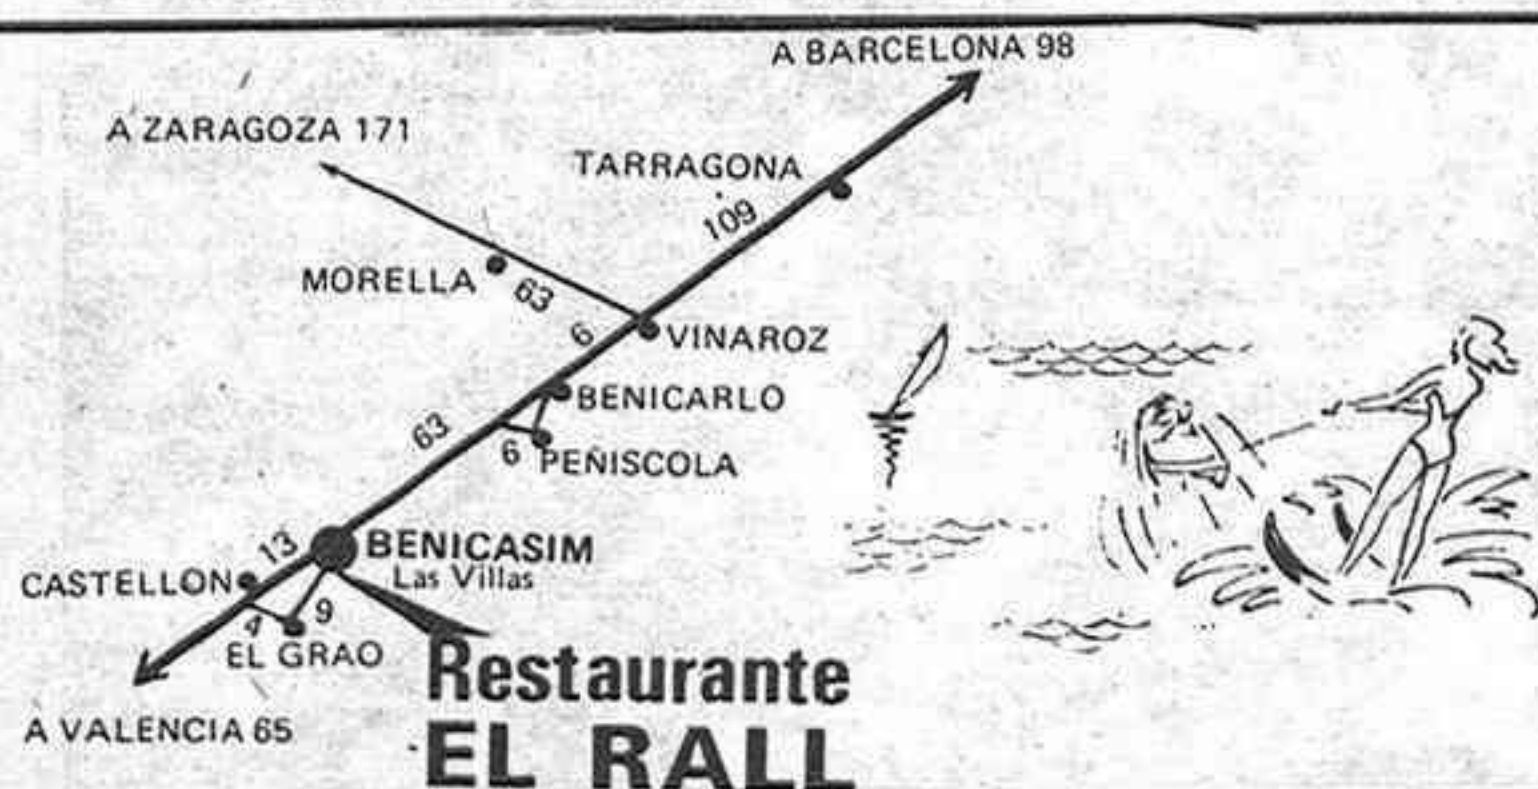 A BARCELONA 98
A ZARAGOZA 171
TARRAGONA
109
MORELLA
63
6
VINAROZ
BENICARLO
63
6
PEÑISCOLA
13
BENICASIM
Las Villas
CASTELLON
9
4
EL GRAO
Restaurante
A VALENCIA 65
EL RALL